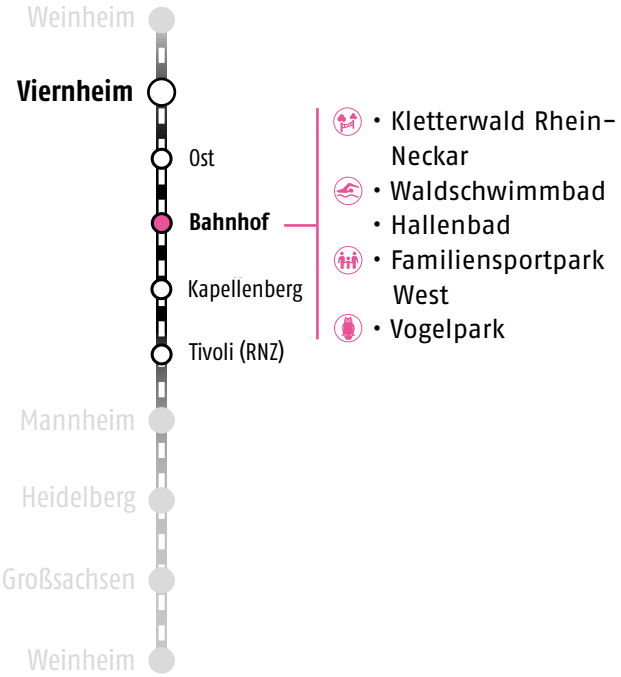 Weinheim
Viernheim
Ost
Bahnhof
Kapellenberg
Tivoli (RNZ)
Mannheim
Heidelberg
Großsachsen
Weinheim
· Kletterwald Rhein-
Neckar
· Waldschwimmbad
· Hallenbad
· Familiensportpark
West
· Vogelpark